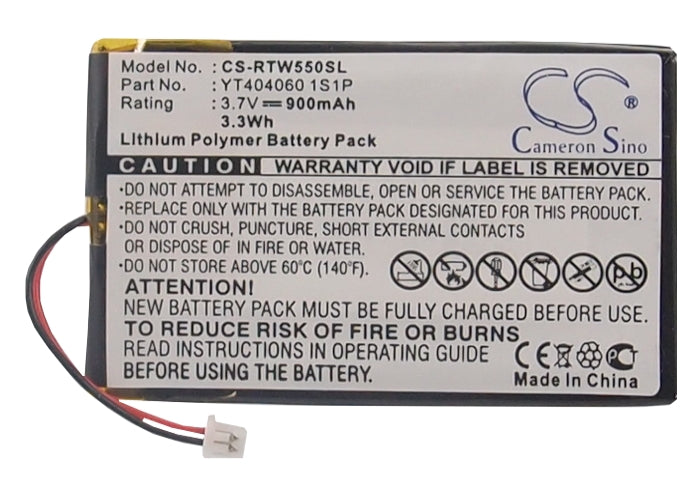 Model No. : CS-RTW550SL
Part No. : YT404060 1S1P
Rating : 3.7V 900mAh
3.3Wh
Lithium Polymer Battery Pack
CS®
Cameron Sino
CAUTION WARRANTY VOID IF LABEL IS REMOVED
•DO NOT ATTEMPT TO DISASSEMBLE, OPEN OR SERVICE THE BATTERY PACK.
•REPLACE ONLY WITH THE BATTERY PACK DESIGNATED FOR YOUR PRODUCT.
•DO NOT CRUSH, PUNCTURE, SHORT EXTERNAL CONTACTS
OR DISPOSE OF IN FIRE OR WATER.
•DO NOT STORE ABOVE 60°C (140°F).
Pb
ATTENTION!
NEW BATTERY PACK MUST BE FULLY CHARGED BEFORE USE.
TO REDUCE RISK OF FIRE OR BURNS
READ INSTRUCTIONS IN OPERATING GUIDE
BEFORE USING THE BATTERY.
CE PCT
Made In China